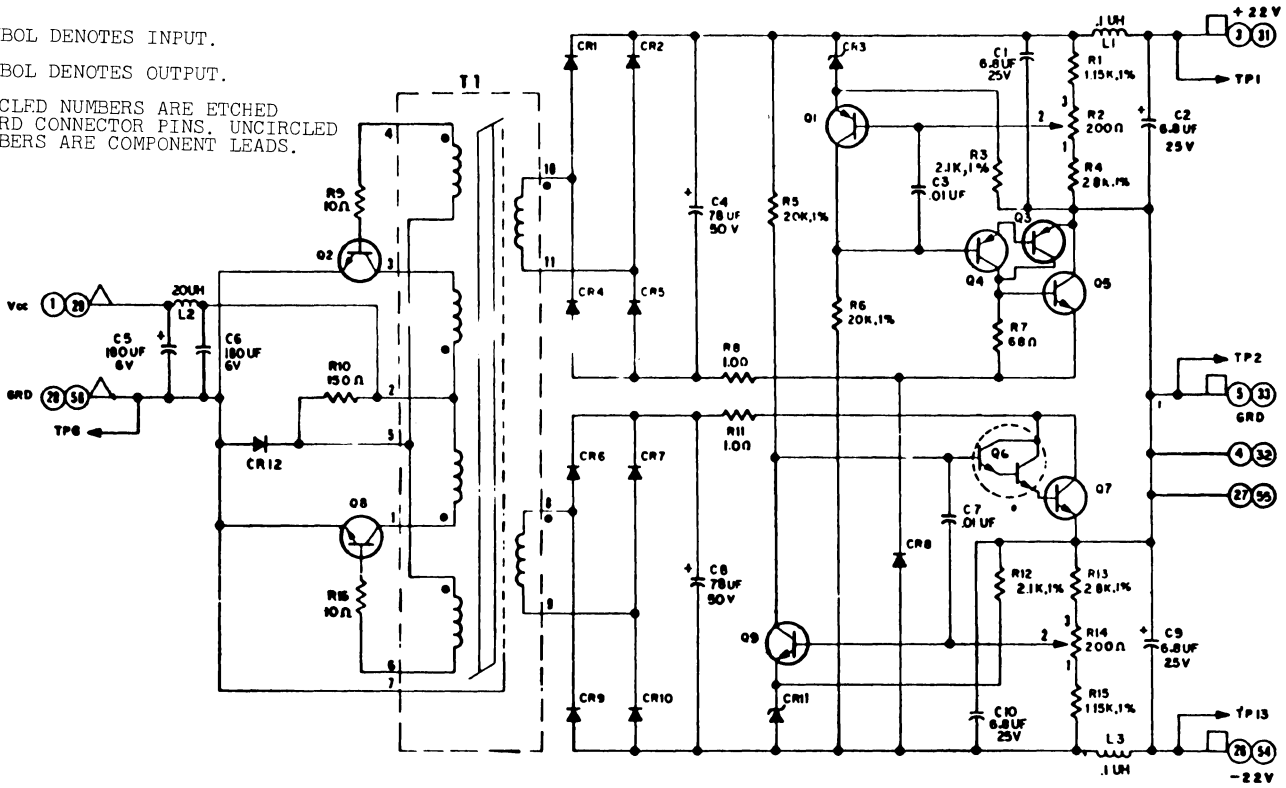 BOL DENOTES INPUT.
BOL DENOTES OUTPUT.
CLED NUMBERS ARE ETCHED
RD CONNECTOR PINS. UNCIRCLED
BERS ARE COMPONENT LEADS.
T1
4
R9
10Ω
Q2
3
Vcc 1 29
20UH
L2
C5
180UF
6V
C6
180UF
6V
GRD 28 56
TP6
R10
150Ω
2
5
CR12
Q8
1
R16
10Ω
6
7
10
11
8
9
CR1
CR2
CR4
CR5
C4
78UF
50V
R8
1.00
R11
1.0Ω
CR6
CR7
C8
78UF
50V
CR9
CR10
R5
20K,1%
CR3
Q1
R6
20K,1%
C3
.01UF
R3
2.1K,1%
C1
6.8UF
25V
.1UH
L1
R1
1.15K,1%
3
2
R2
200Ω
1
R4
2.8K,1%
Q3
Q4
Q5
R7
68Ω
C2
6.8UF
25V
+22V
3 31
TP1
TP2
5 33
GRD
4 32
27 55
Q6
Q7
C7
.01UF
CR8
R12
2.1K,1%
R13
2.8K,1%
3
2
R14
200Ω
1
R15
1.15K,1%
Q9
CR11
C10
6.8UF
25V
C9
6.8UF
25V
L3
.1UH
TP13
26 54
-22V